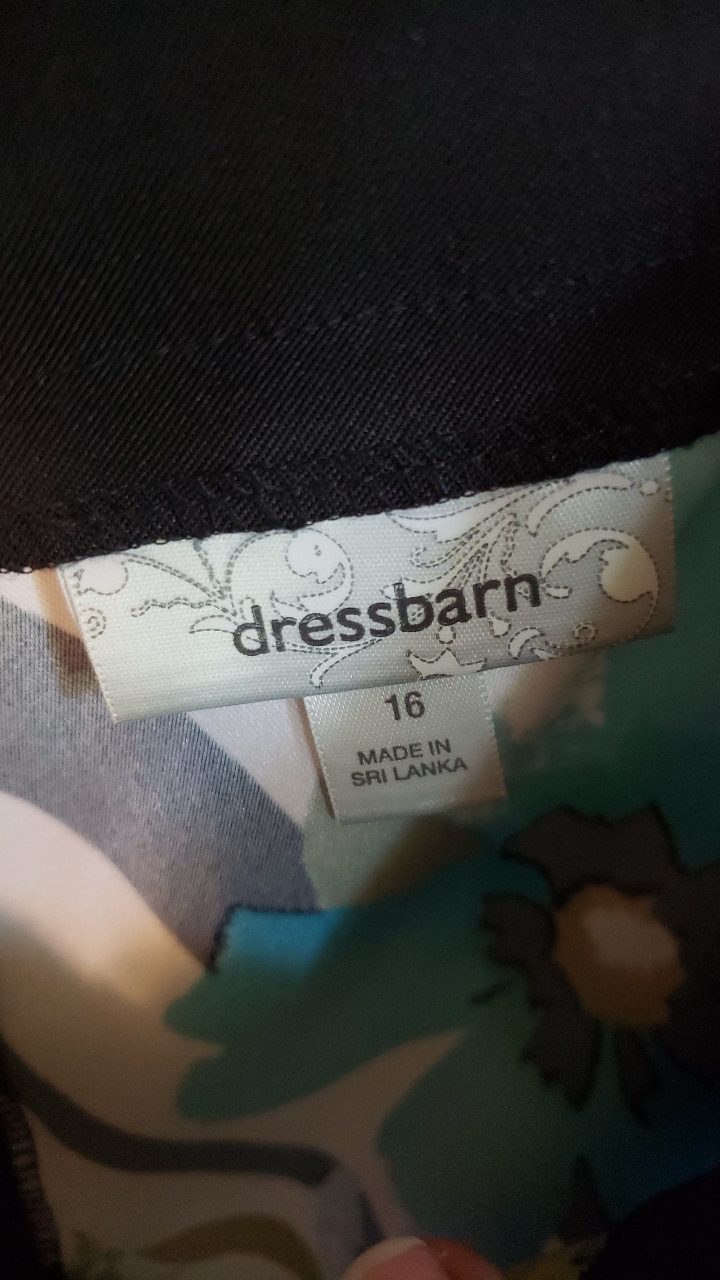 dressbarn
16
MADE IN
SRI LANKA